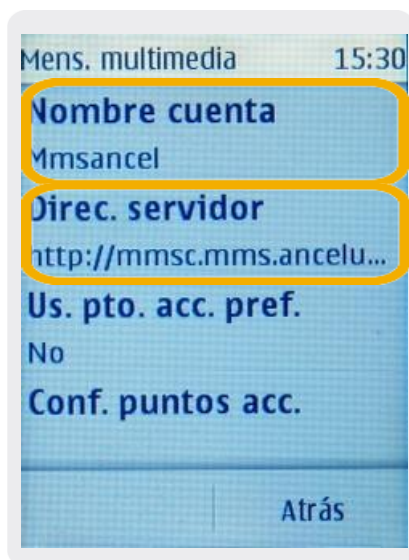 Mens. multimedia 15:30
Nombre cuenta
Mmsancel
Direc. servidor
http://mmsc.mms.ancelu...
Us. pto. acc. pref.
No
Conf. puntos acc.
Atrás